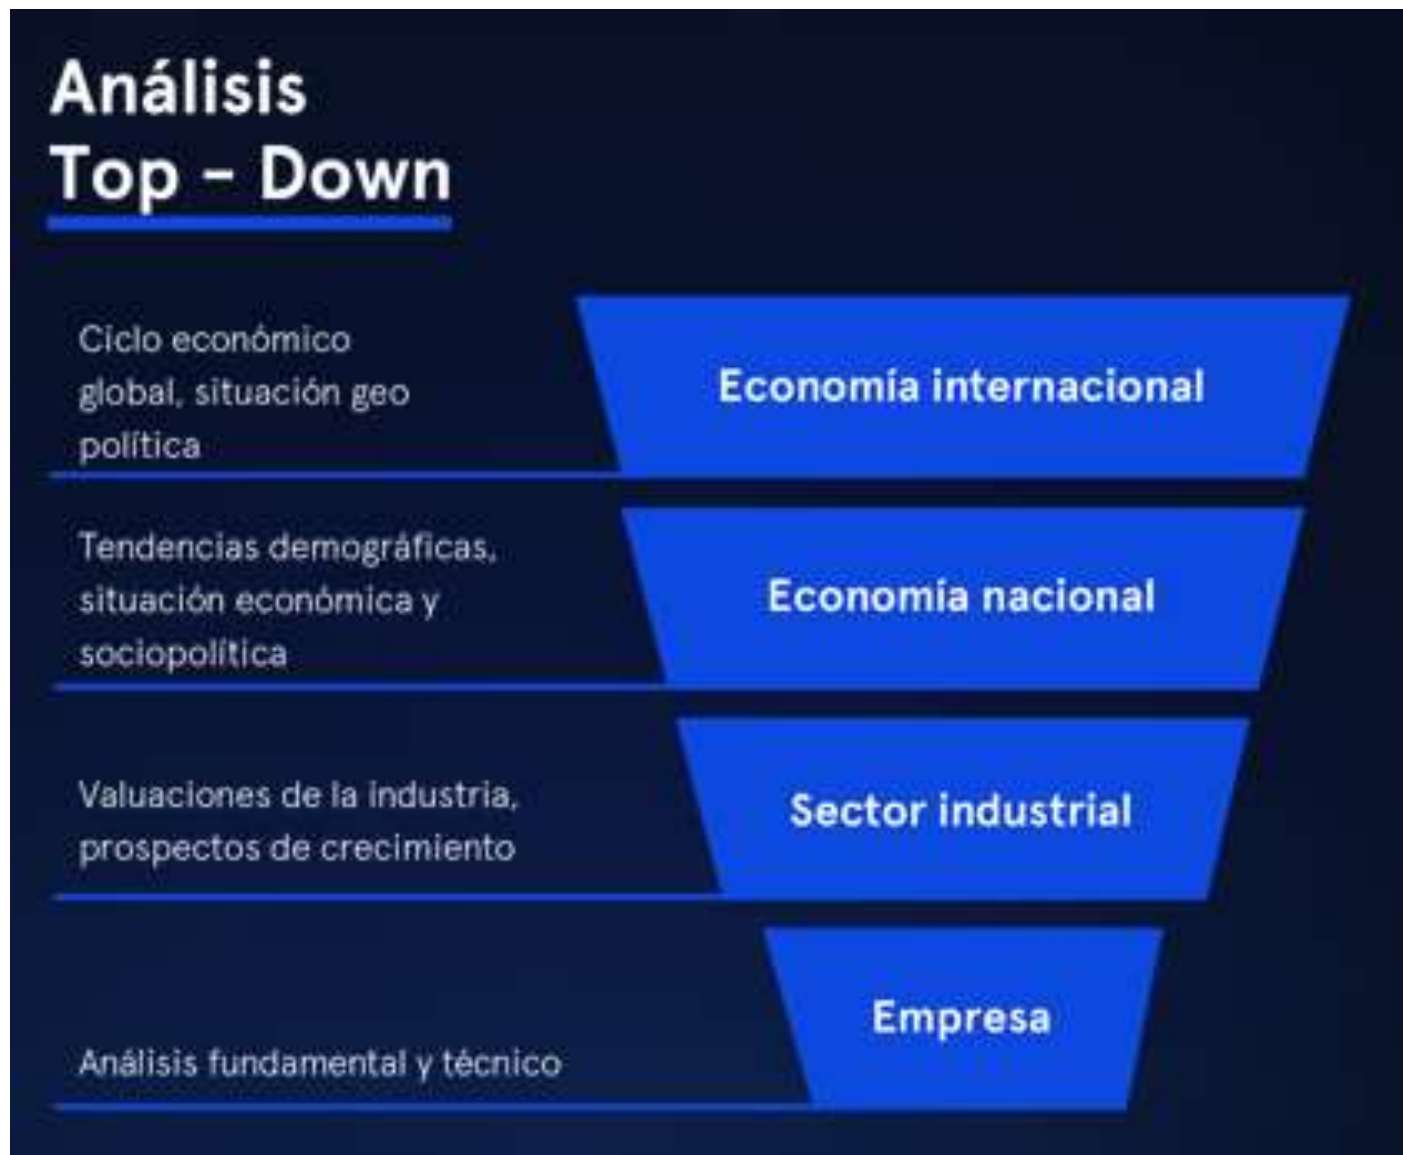 Análisis
Top - Down
Ciclo económico
global, situación geo
política
Economía internacional
Tendencias demográficas,
situación económica y
sociopolítica
Economía nacional
Valuaciones de la industria,
prospectos de crecimiento
Sector industrial
Análisis fundamental y técnico
Empresa